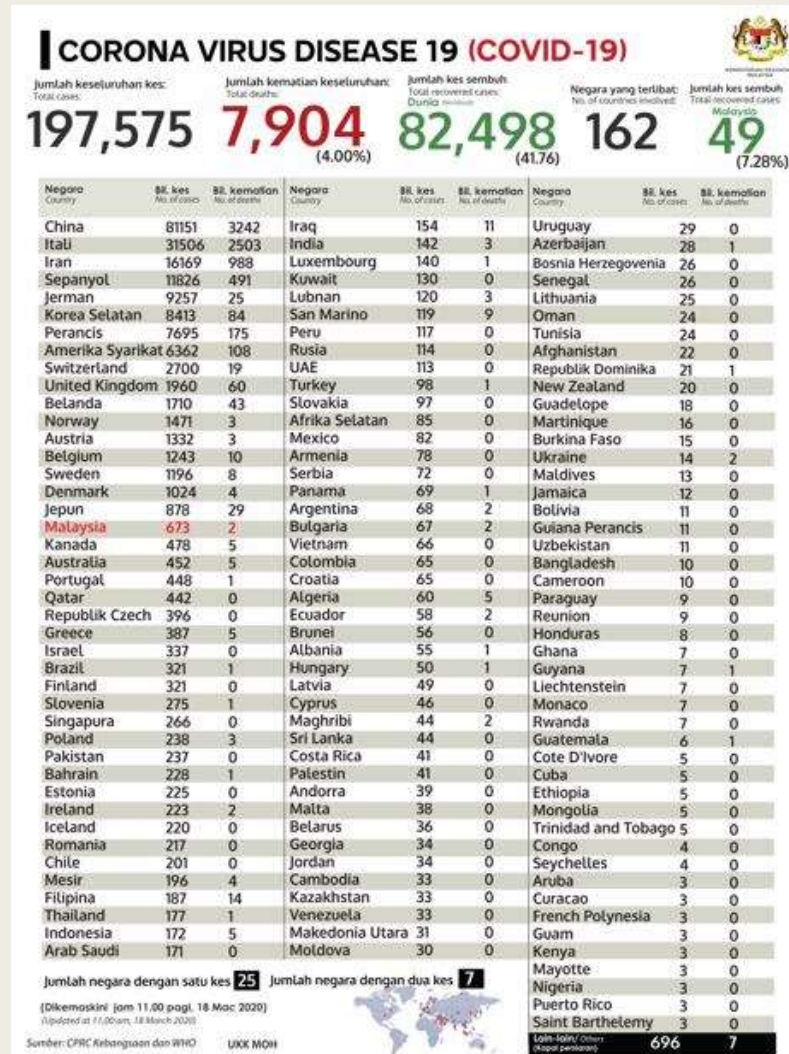 CORONA VIRUS DISEASE 19 (COVID-19)
Jumlah keseluruhan kes:
Total cases:
197,575
Jumlah kematian keseluruhan:
Total deaths:
7,904
(4.00%)
Jumlah kes sembuh
Total recovered cases:
Dunia
82,498
(41.76)
Negara yang terlibat:
No. of countries involved:
162
Jumlah kes sembuh
Total recovered cases
Malaysia
49
(7.28%)
Negara Bil. kes Bil. kematian
Country No. of cases No. of deaths
China 81151 3242
Itali 31506 2503
Iran 16169 988
Sepanyol 11826 491
Jerman 9257 25
Korea Selatan 8413 84
Perancis 7695 175
Amerika Syarikat 6362 108
Switzerland 2700 19
United Kingdom 1960 60
Belanda 1710 43
Norway 1471 3
Austria 1332 3
Belgium 1243 10
Sweden 1196 8
Denmark 1024 4
Jepun 878 29
Malaysia 673 2
Kanada 478 5
Australia 452 5
Portugal 448 1
Qatar 442 0
Republik Czech 396 0
Greece 387 5
Israel 337 0
Brazil 321 1
Finland 321 0
Slovenia 275 1
Singapura 266 0
Poland 238 3
Pakistan 237 0
Bahrain 228 1
Estonia 225 0
Ireland 223 2
Iceland 220 0
Romania 217 0
Chile 201 0
Mesir 196 4
Filipina 187 14
Thailand 177 1
Indonesia 172 5
Arab Saudi 171 0
Negara Bil. kes Bil. kematian
Country No. of cases No. of deaths
Iraq 154 11
India 142 3
Luxembourg 140 1
Kuwait 130 0
Lubnan 120 3
San Marino 119 9
Peru 117 0
Rusia 114 0
UAE 113 0
Turkey 98 1
Slovakia 97 0
Afrika Selatan 85 0
Mexico 82 0
Armenia 78 0
Serbia 72 0
Panama 69 1
Argentina 68 2
Bulgaria 67 2
Vietnam 66 0
Colombia 65 0
Croatia 65 0
Algeria 60 5
Ecuador 58 2
Brunei 56 0
Albania 55 1
Hungary 50 1
Latvia 49 0
Cyprus 46 0
Maghribi 44 2
Sri Lanka 44 0
Costa Rica 41 0
Palestin 41 0
Andorra 39 0
Malta 38 0
Belarus 36 0
Georgia 34 0
Jordan 34 0
Cambodia 33 0
Kazakhstan 33 0
Venezuela 33 0
Makedonia Utara 31 0
Moldova 30 0
Negara Bil. kes Bil. kematian
Country No. of cases No. of deaths
Uruguay 29 0
Azerbaijan 28 1
Bosnia Herzegovenia 26 0
Senegal 26 0
Lithuania 25 0
Oman 24 0
Tunisia 24 0
Afghanistan 22 0
Republik Dominika 21 1
New Zealand 20 0
Guadelope 18 0
Martinique 16 0
Burkina Faso 15 0
Ukraine 14 2
Maldives 13 0
Jamaica 12 0
Bolivia 11 0
Guiana Perancis 11 0
Uzbekistan 11 0
Bangladesh 10 0
Cameroon 10 0
Paraguay 9 0
Reunion 9 0
Honduras 8 0
Ghana 7 0
Guyana 7 1
Liechtenstein 7 0
Monaco 7 0
Rwanda 7 0
Guatemala 6 1
Cote D'Ivore 5 0
Cuba 5 0
Ethiopia 5 0
Mongolia 5 0
Trinidad and Tobago 5 0
Congo 4 0
Seychelles 4 0
Aruba 3 0
Curacao 3 0
French Polynesia 3 0
Guam 3 0
Kenya 3 0
Mayotte 3 0
Nigeria 3 0
Puerto Rico 3 0
Saint Barthelemy 3 0
Lain-lain/ Others 696 7
Jumlah negara dengan satu kes 25 Jumlah negara dengan dua kes 7
(Dikemaskini jam 11.00 pagi, 18 Mac 2020)
(Updated at 11.00am, 18 March 2020)
Sumber: CPRC Kebangsaan dan WHO UKK MOH